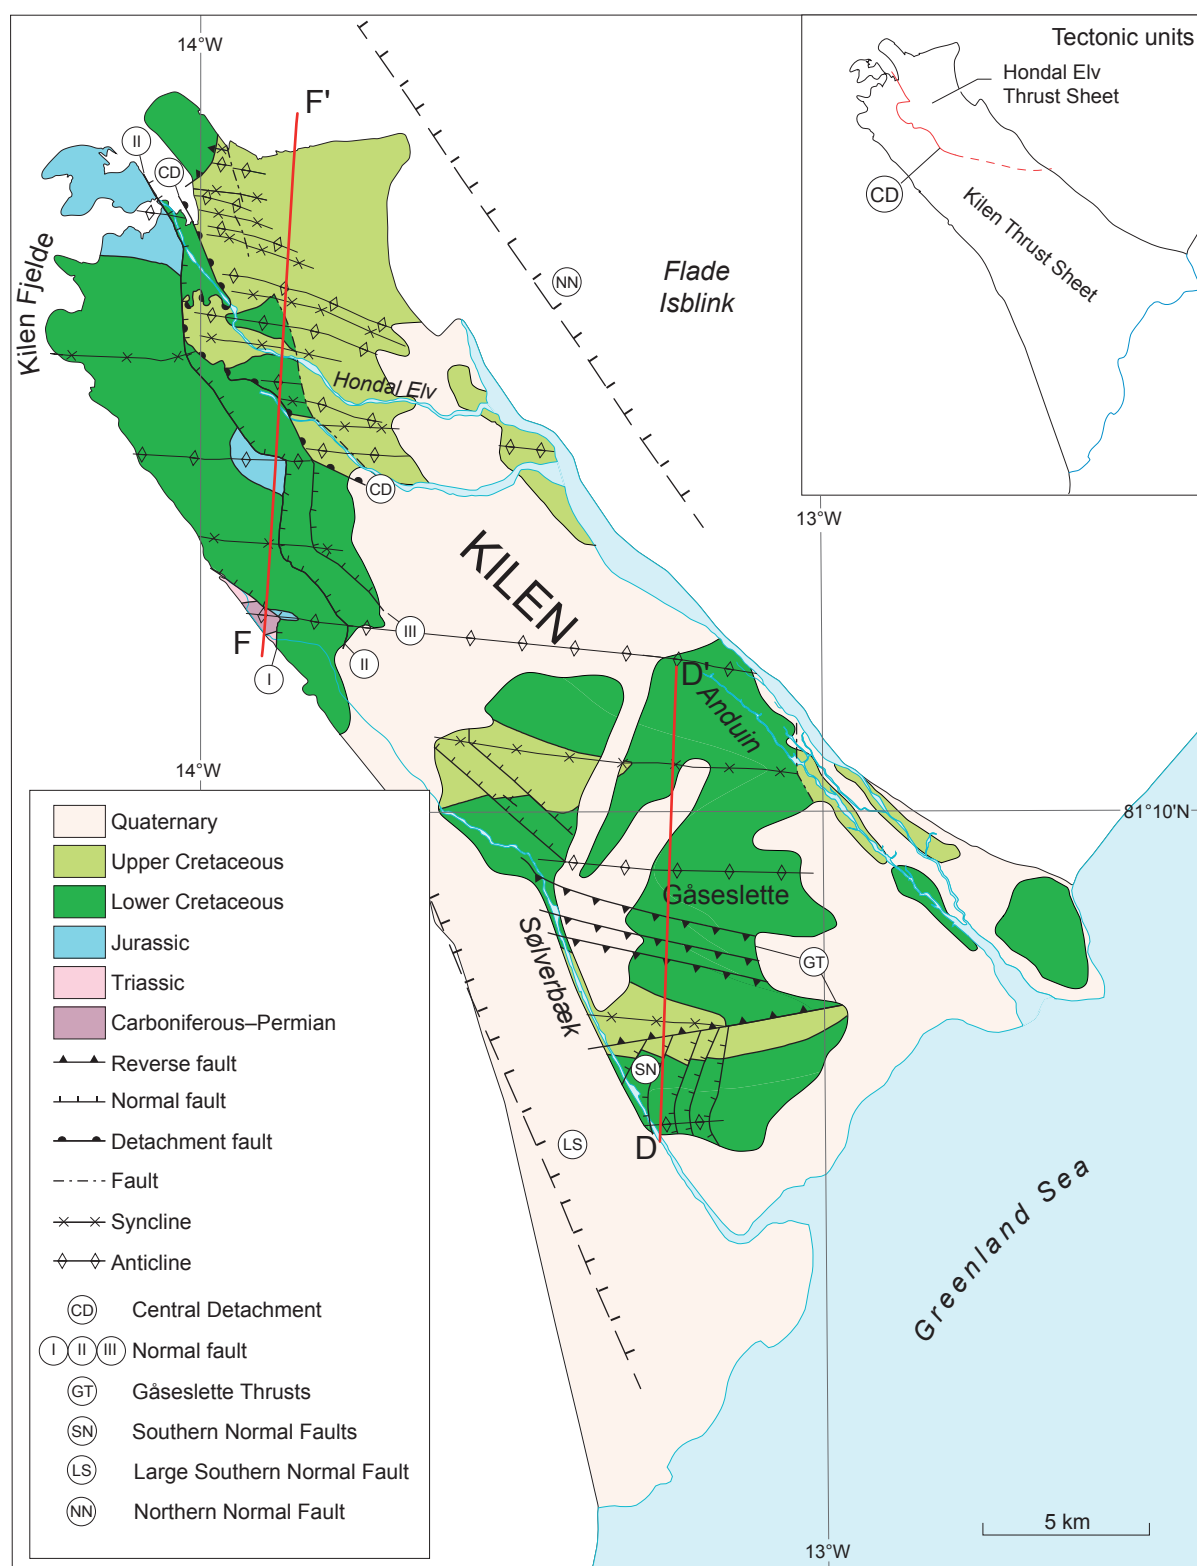 14°W
F'
II
CD
Kilen Fjelde
NN
Flade
Isblink
Tectonic units
Hondal Elv
Thrust Sheet
CD
Kilen Thrust Sheet
Hondal Elv
CD
13°W
KILEN
F
I
II
III
D'
Anduin
14°W
81°10'N
Gåseslette
GT
Sølverbæk
SN
D
LS
Greenland Sea
Quaternary
Upper Cretaceous
Lower Cretaceous
Jurassic
Triassic
Carboniferous–Permian
Reverse fault
Normal fault
Detachment fault
Fault
Syncline
Anticline
CD Central Detachment
I II III Normal fault
GT Gåseslette Thrusts
SN Southern Normal Faults
LS Large Southern Normal Fault
NN Northern Normal Fault
5 km
13°W